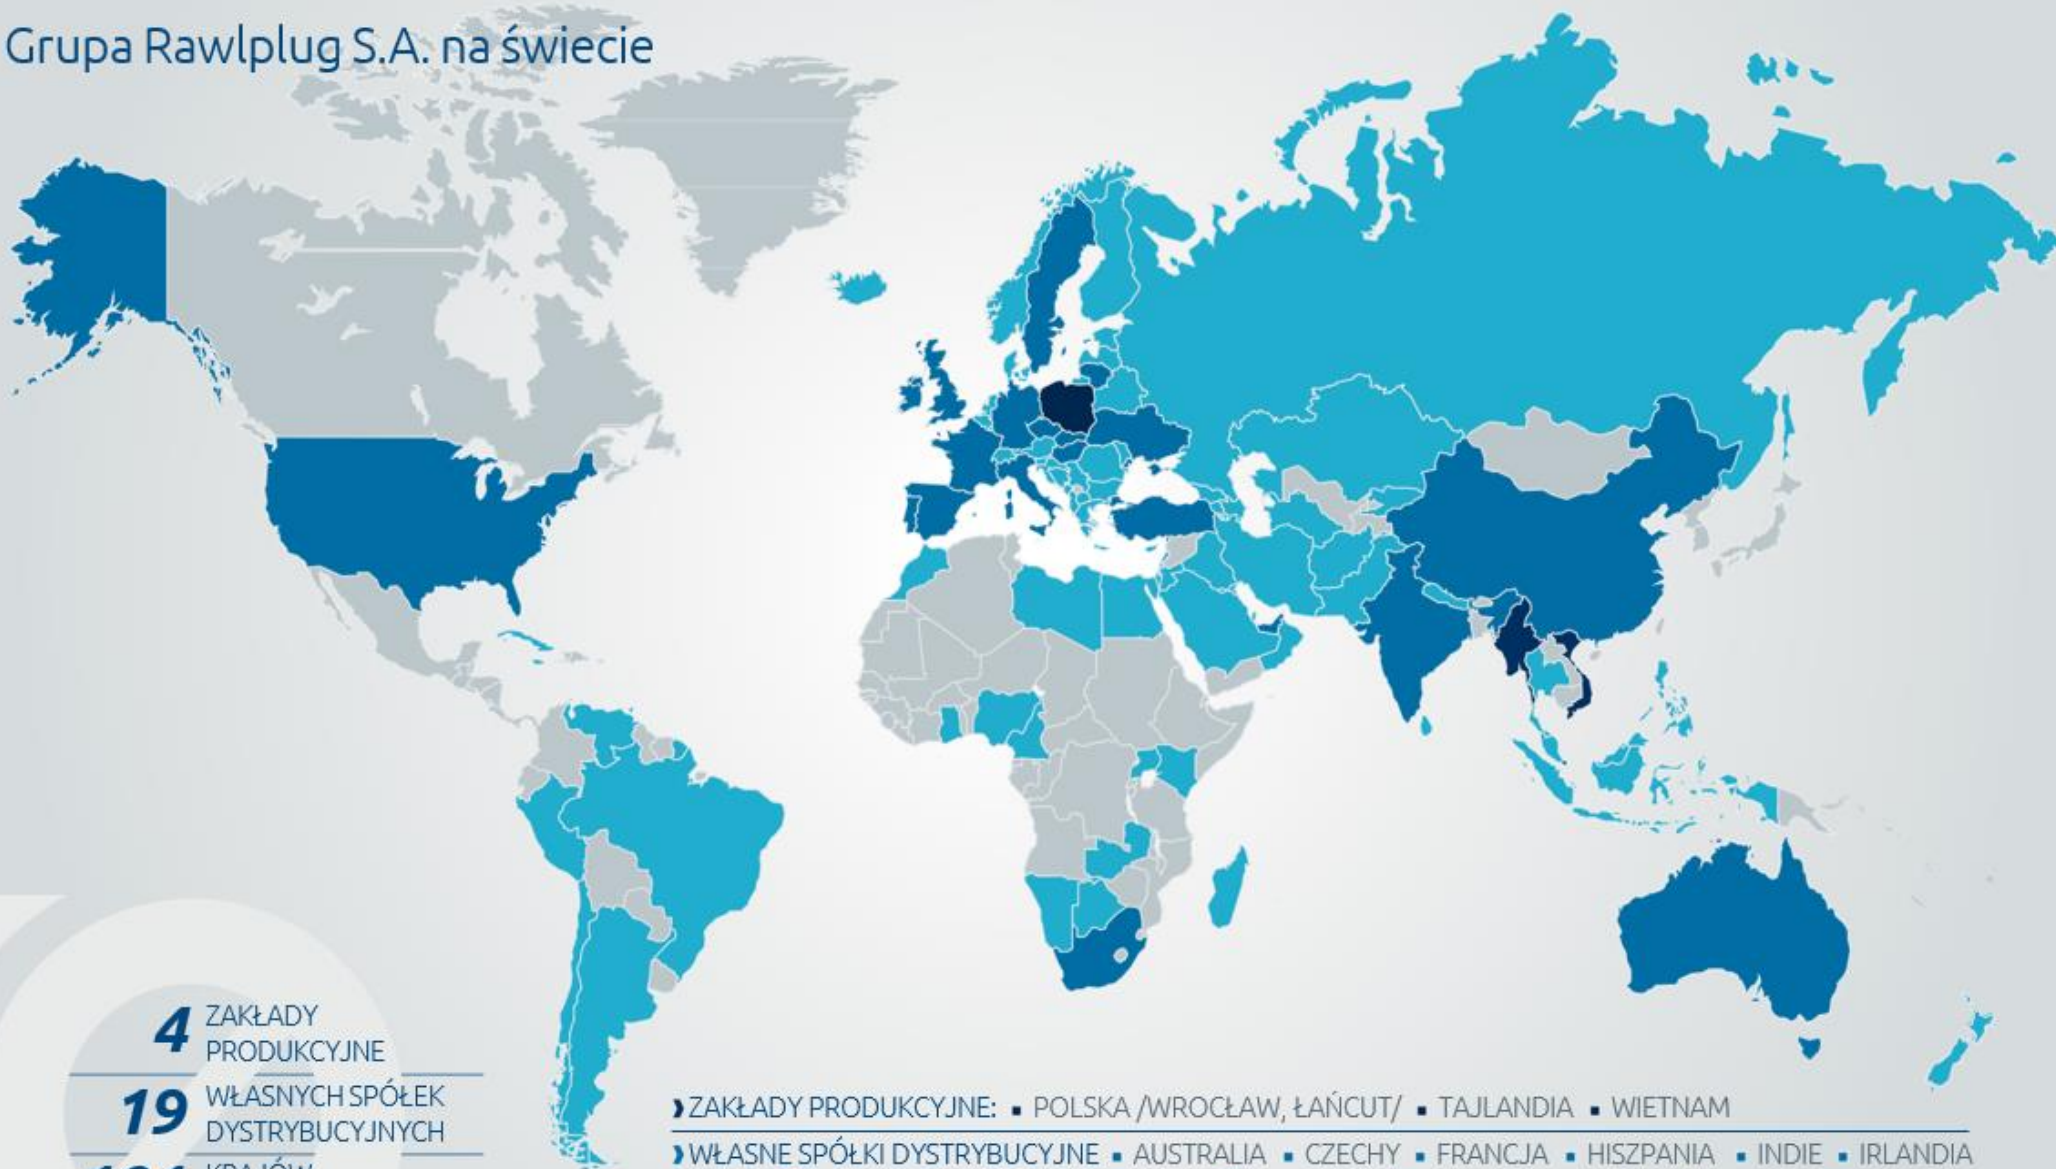 Grupa Rawlplug S.A. na świecie
4 ZAKŁADY
PRODUKCYJNE
19 WŁASNYCH SPÓŁEK
DYSTRYBUCYJNYCH
KRAJÓW
❱ZAKŁADY PRODUKCYJNE: ▪ POLSKA /WROCŁAW, ŁAŃCUT/ ▪ TAJLANDIA ▪ WIETNAM
❱WŁASNE SPÓŁKI DYSTRYBUCYJNE ▪ AUSTRALIA ▪ CZECHY ▪ FRANCJA ▪ HISZPANIA ▪ INDIE ▪ IRLANDIA